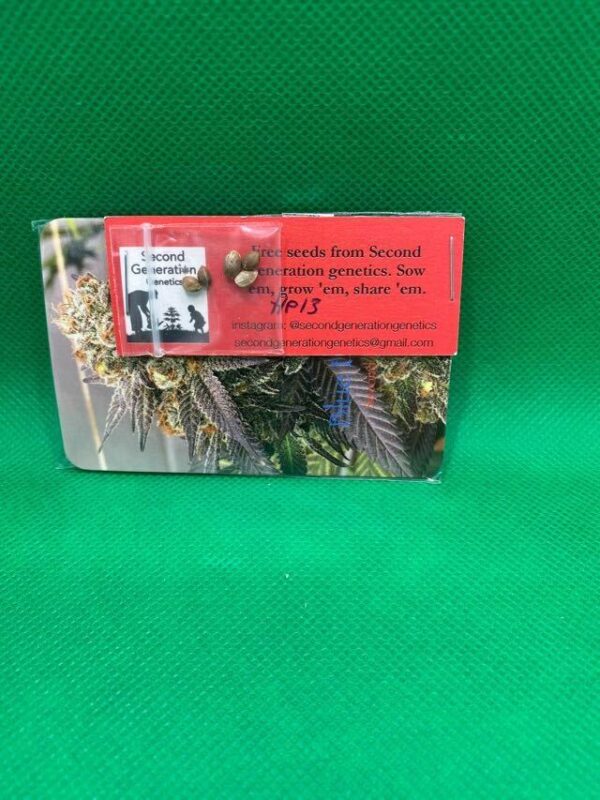 Second
Generation
Genetics
Free seeds from Second
Generation genetics. Sow
'em, grow 'em, share 'em.
HP13
instagram: @secondgenerationgenetics
secondgenerationgenetics@gmail.com